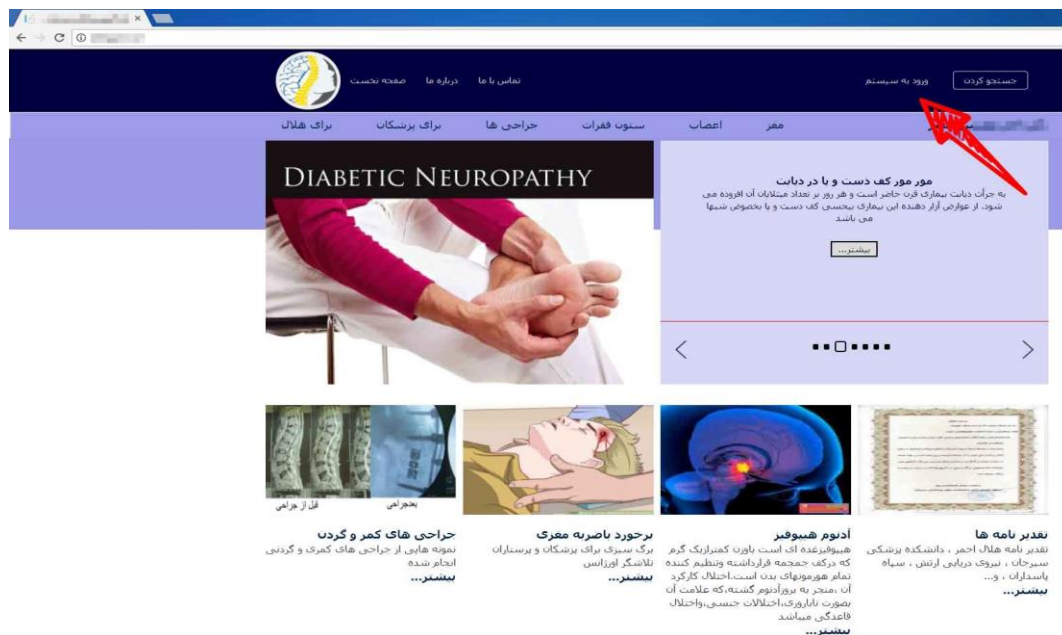 صفحه نخست
درباره ما
تماس با ما
ورود به سیستم
جستجو کردن
مغز
اعصاب
ستون فقرات
جراحی ها
برای پزشکان
برای هلال
DIABETIC NEUROPATHY
مور مور کف دست و پا در دیابت
به جرأت دیابت بیماری قرن حاضر است و هر روز بر تعداد مبتلایان آن افزوده می
شود. از عوارض آزار دهنده این بیماری بیحسی کف دست و پا بخصوص شبها
می باشد
بیشتر...
تقدیر نامه ها
تقدیر نامه هلال احمر ، دانشکده پزشکی
سیرجان ، نیروی دریایی ارتش ، سپاه
پاسداران ، و...
بیشتر...
آدنوم هیپوفیز
هیپوفیزغده ای است باوزن کمترازیک گرم
که درکف جمجمه قرارداشته وتنظیم کننده
تمام هورمونهای بدن است.اختلال کارکرد
آن ،منجر به بروزآدنوم گشته،که علامت آن
بصورت ناباروری،اختلالات جنسی،واختلال
قاعدگی میباشد
بیشتر...
برخورد باضربه مغزی
برگ سبزی برای پزشکان و پرستاران
تلاشگر اورژانس
بیشتر...
قبل از جراحی
بعدجراحی
جراحی های کمر و گردن
نمونه هایی از جراحی های کمری و گردنی
انجام شده
بیشتر...